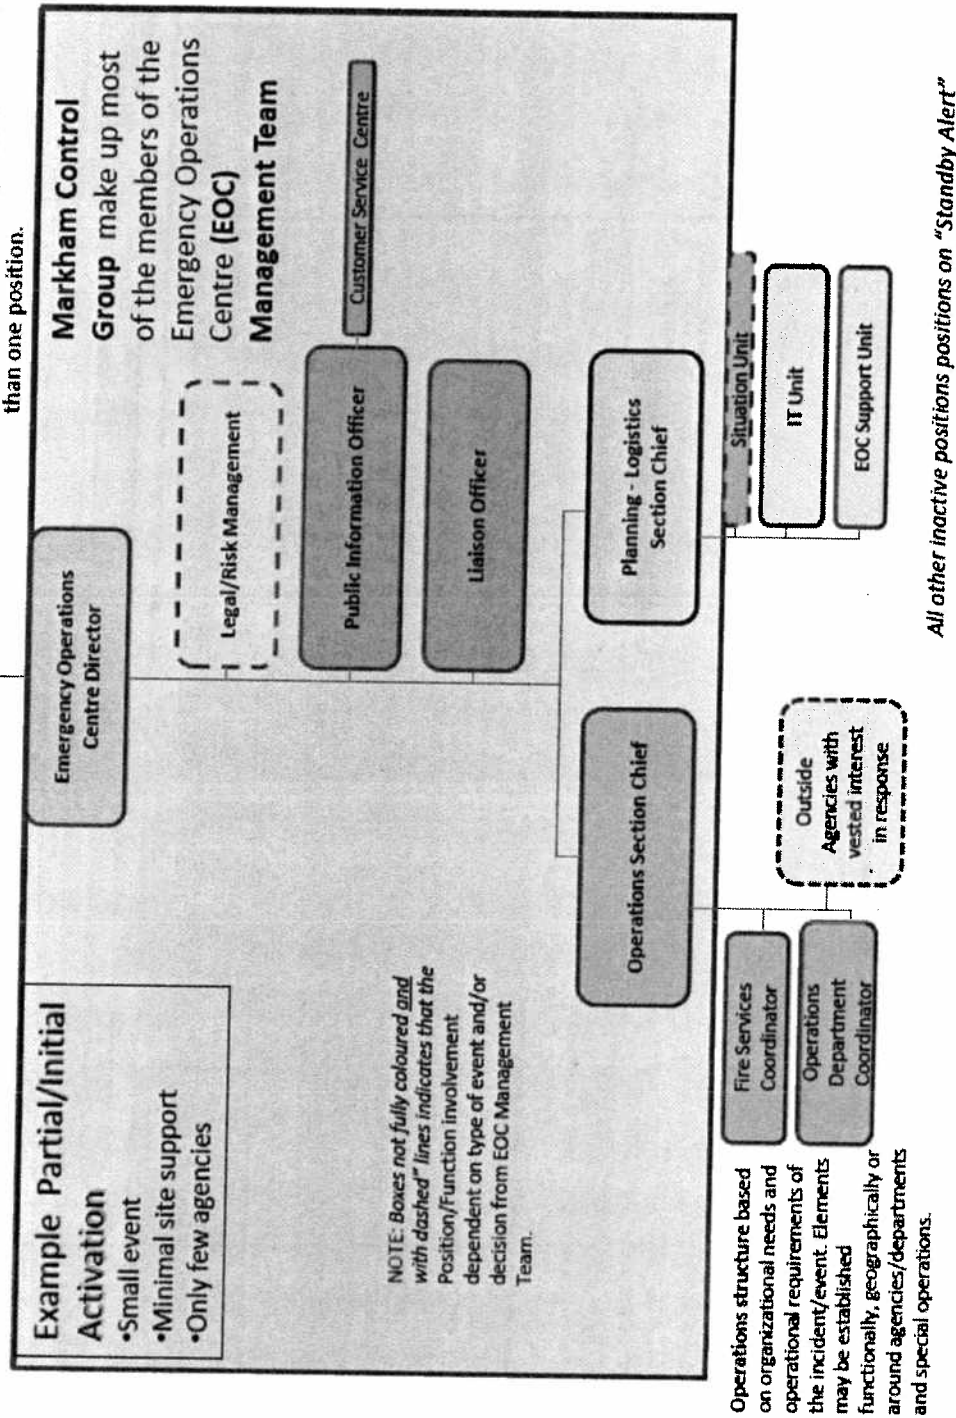 than one position.
Emergency Operations
Centre Director
Example Partial/Initial
Activation
•Small event
•Minimal site support
•Only few agencies
Markham Control
Group make up most
of the members of the
Emergency Operations
Centre (EOC)
Management Team
Legal/Risk Management
Public Information Officer
Customer Service Centre
Liaison Officer
NOTE: Boxes not fully coloured and
with dashed" lines indicates that the
Position/Function involvement
dependent on type of event and/or
decision from EOC Management
Team.
Operations Section Chief
Planning - Logistics
Section Chief
Operations structure based
on organizational needs and
operational requirements of
the incident/event. Elements
may be established
functionally, geographically or
around agencies/departments
and special operations.
Fire Services
Coordinator
Operations
Department
Coordinator
Outside
Agencies with
vested interest
in response
Situation Unit
IT Unit
EOC Support Unit
All other inactive positions positions on "Standby Alert"